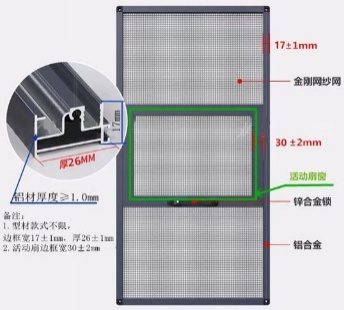 17±1mm
金刚网纱网
17mm
厚26MM
30 ±2mm
活动扇窗
铝材厚度≥1.0mm
锌合金锁
备注:
1.型材款式不限,
边框宽17±1mm, 厚26±1mm
2.活动扇边框宽30±2mm
铝合金